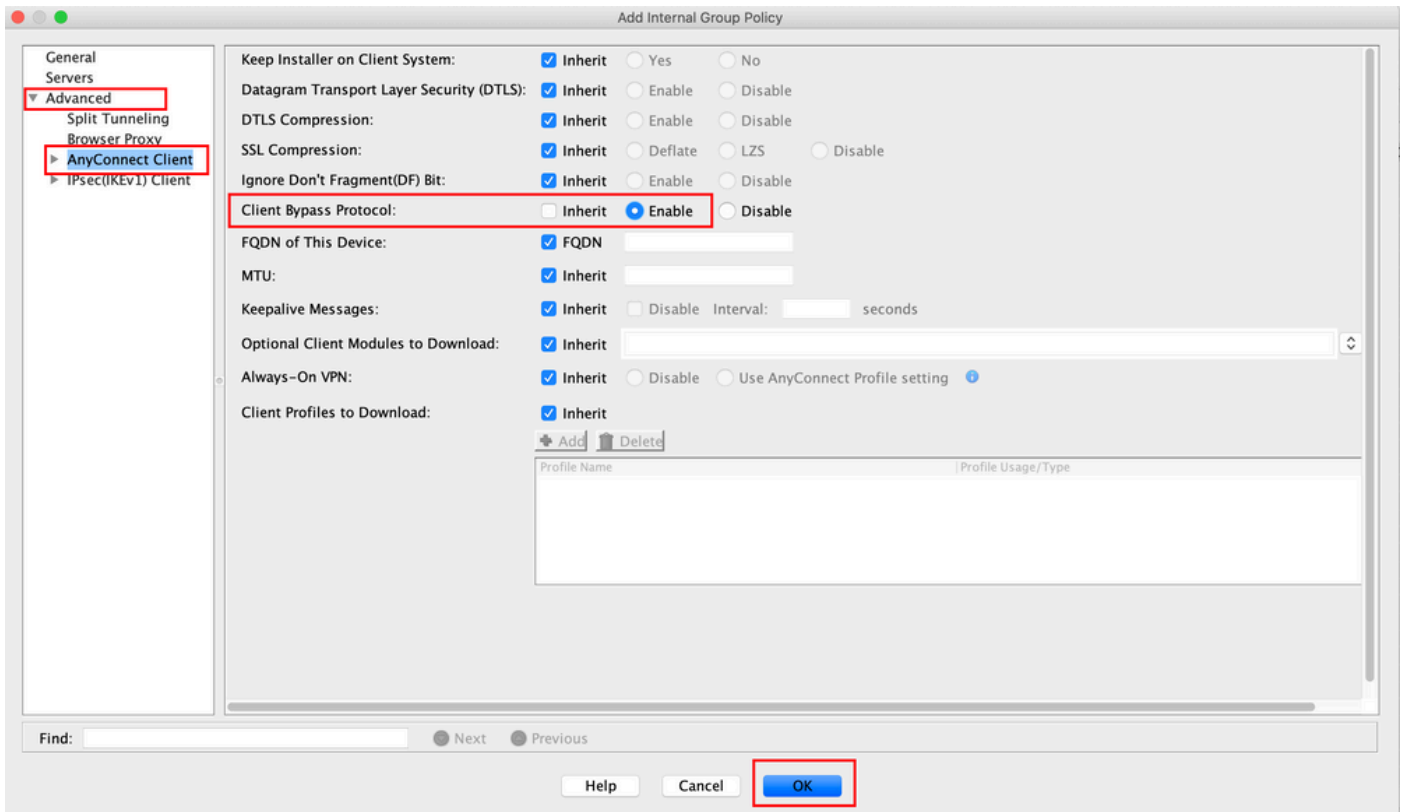 Add Internal Group Policy
General
Servers
Advanced
Split Tunneling
Browser Proxy
AnyConnect Client
IPsec(IKEv1) Client
Keep Installer on Client System: Inherit Yes No
Datagram Transport Layer Security (DTLS): Inherit Enable Disable
DTLS Compression: Inherit Enable Disable
SSL Compression: Inherit Deflate LZS Disable
Ignore Don't Fragment(DF) Bit: Inherit Enable Disable
Client Bypass Protocol: Inherit Enable Disable
FQDN of This Device: FQDN
MTU: Inherit
Keepalive Messages: Inherit Disable Interval: seconds
Optional Client Modules to Download: Inherit
Always-On VPN: Inherit Disable Use AnyConnect Profile setting
Client Profiles to Download: Inherit
Add Delete
Profile Name Profile Usage/Type
Find: Next Previous
Help Cancel OK